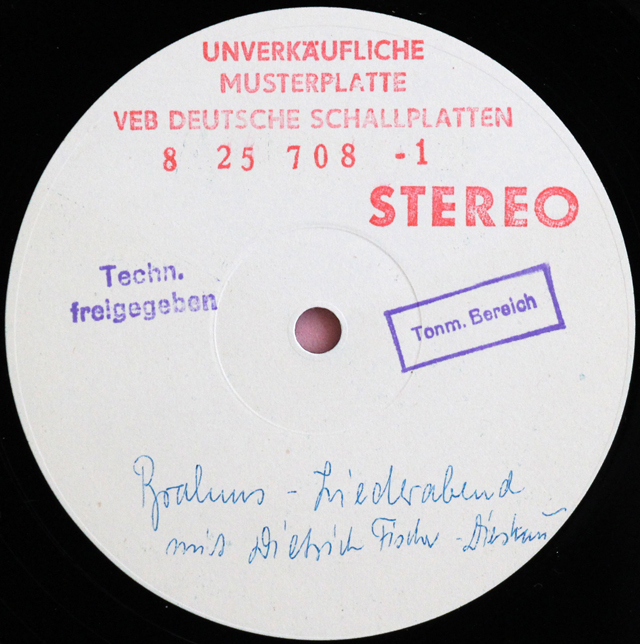 UNVERKÄUFLICHE
MUSTERPLATTE
VEB DEUTSCHE SCHALLPLATTEN
8 25 708 -1
STEREO
Techn.
freigegeben
Tonm. Bereich
Brahms - Liederabend
mit Dietrich Fischer - Dieskau